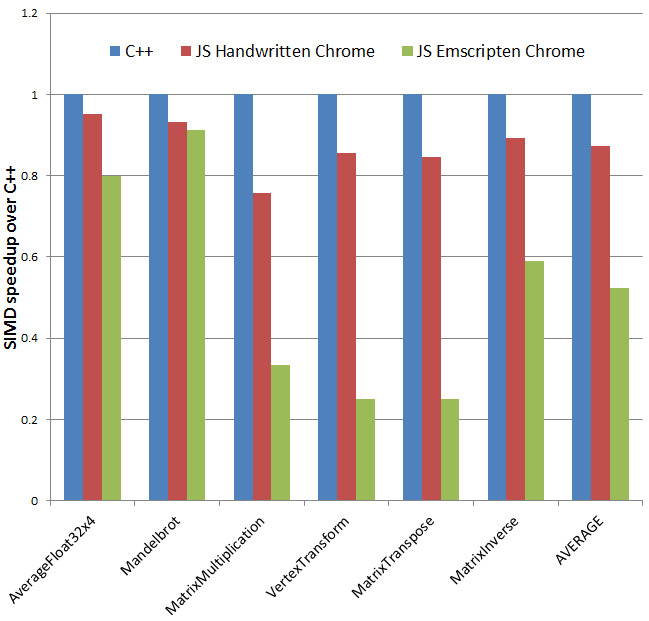 1.2
C++ JS Handwritten Chrome JS Emscripten Chrome
1
0.8
0.6
0.4
0.2
0
SIMD speedup over C++
AverageFloat32x4
Mandelbrot
MatrixMultiplication
VertexTransform
MatrixTranspose
MatrixInverse
AVERAGE